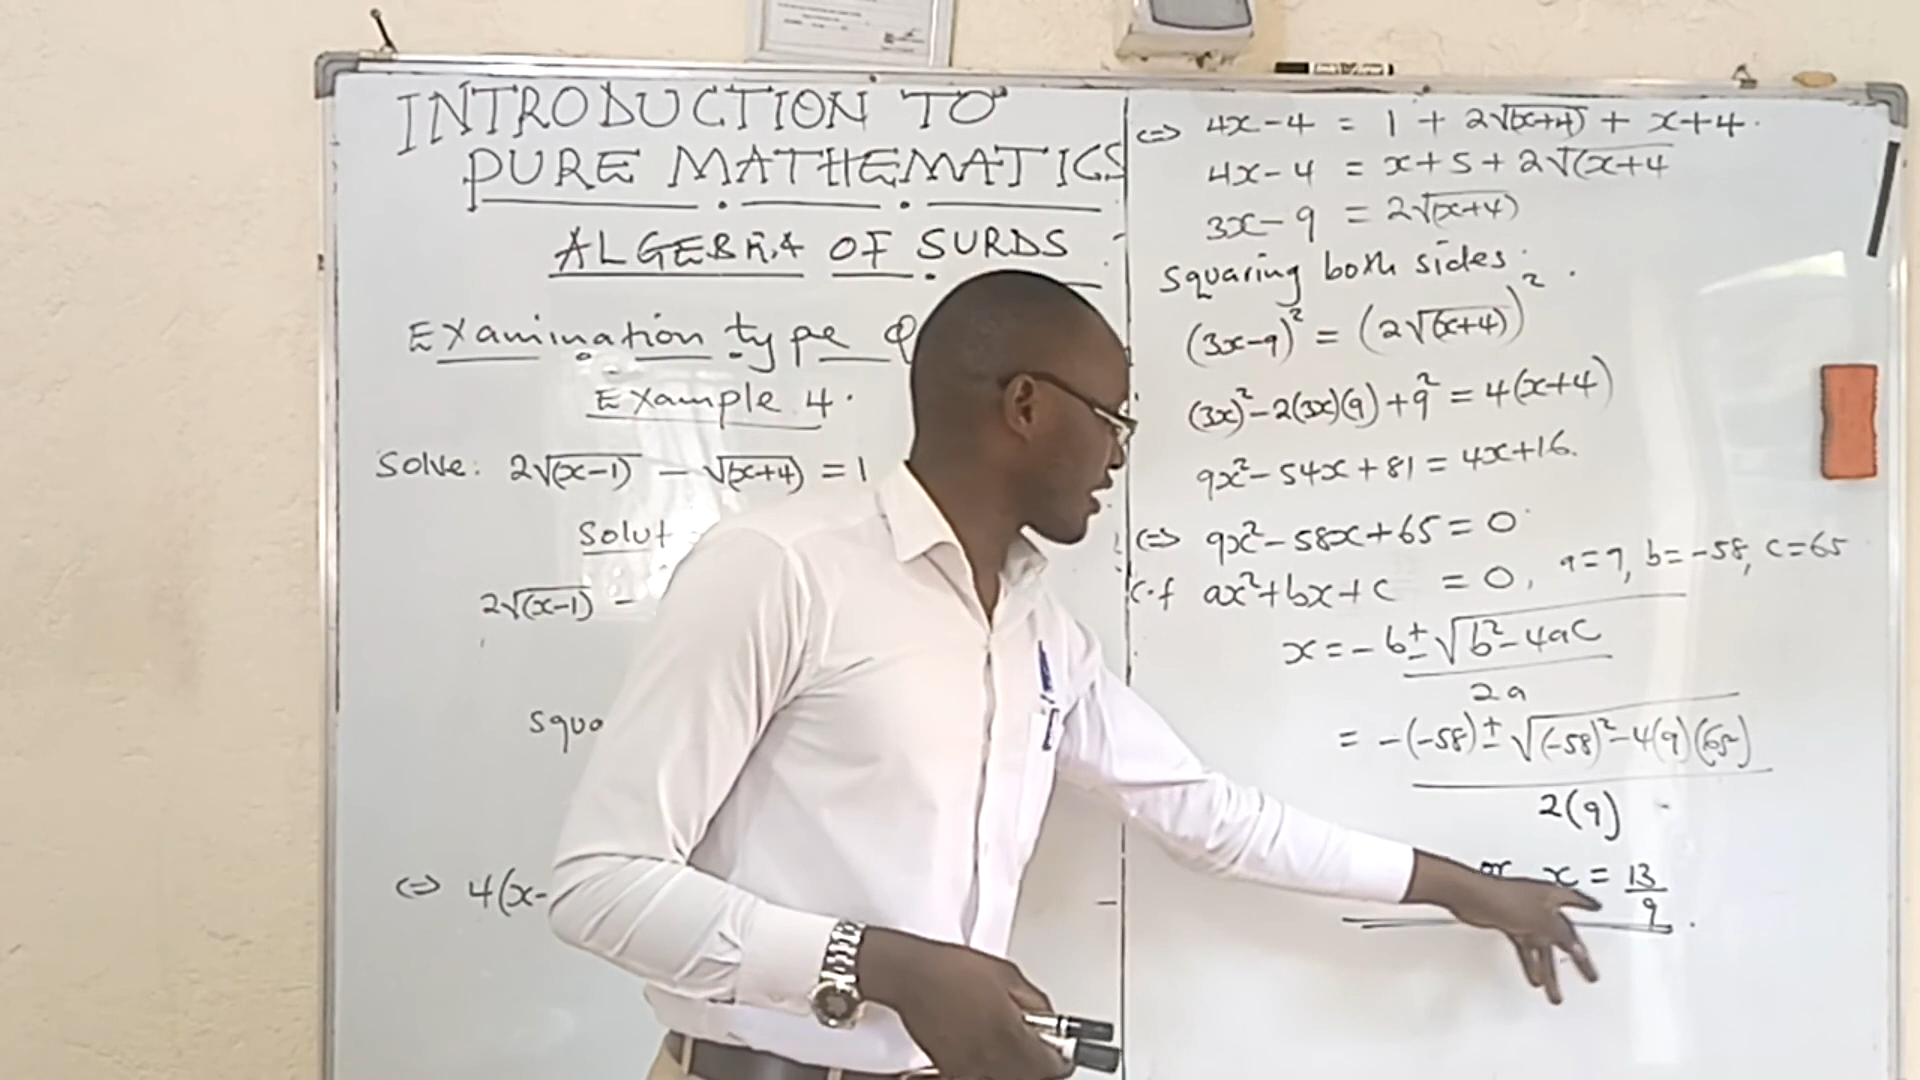 INTRODUCTION TO
PURE MATHEMATICS
ALGEBRA OF SURDS
Examination type
Example 4.
Solve: 2√(x-1) - √(x+4) = 1
Solut
2√(x-1) -
squa
⇔ 4(x-
⇔ 4x-4 = 1 + 2√(x+4) + x+4.
4x-4 = x+5+2√(x+4
3x-9 = 2√(x+4)
squaring both sides.
(3x-9)² = (2√(x+4))²
(3x)²-2(3x)(9)+9² = 4(x+4)
9x²-54x+81 = 4x+16.
⇔ 9x²-58x+65 = 0
c.f ax²+bx+c = 0, a=9, b=-58, c=65
x = -b±√b²-4ac
2a
= -(-58)±√(-58)²-4(9)(65)
2(9)
or x = 13/9.